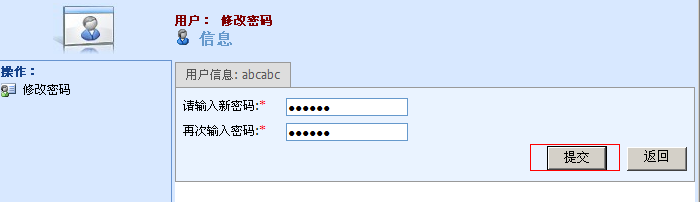 用户： 修改密码
信息
操作：
修改密码
用户信息: abcabc
请输入新密码:*
●●●●●●
再次输入密码:*
●●●●●●
提交 返回